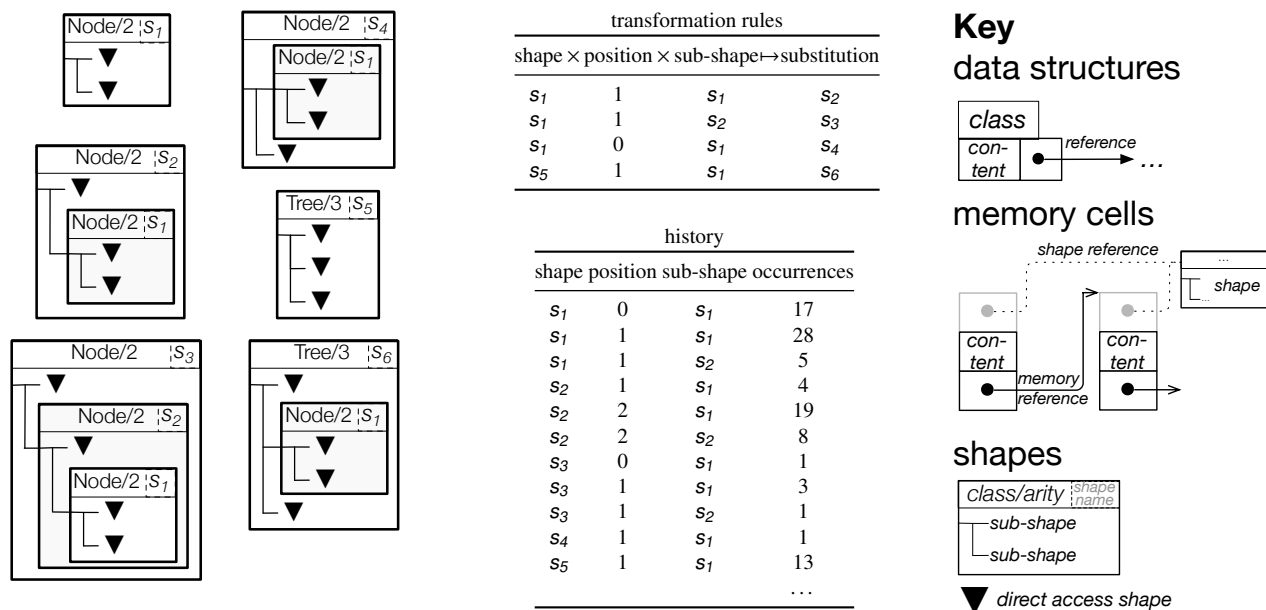 Node/2 s1
Node/2 s4
Node/2 s1
Node/2 s2
Node/2 s1
Tree/3 s5
Node/2 s3
Node/2 s2
Node/2 s1
Tree/3 s6
Node/2 s1
transformation rules
shape × position × sub-shape↦substitution
s1 1 s1 s2
s1 1 s2 s3
s1 0 s1 s4
s5 1 s1 s6
history
shape position sub-shape occurrences
s1 0 s1 17
s1 1 s1 28
s1 1 s2 5
s2 1 s1 4
s2 2 s1 19
s2 2 s2 8
s3 0 s1 1
s3 1 s1 3
s3 1 s2 1
s4 1 s1 1
s5 1 s1 13
...
Key
data structures
class
con-
tent
reference
...
memory cells
shape reference
...
shape
...
con-
tent
memory
reference
con-
tent
shapes
class/arity
shape
name
sub-shape
sub-shape
direct access shape